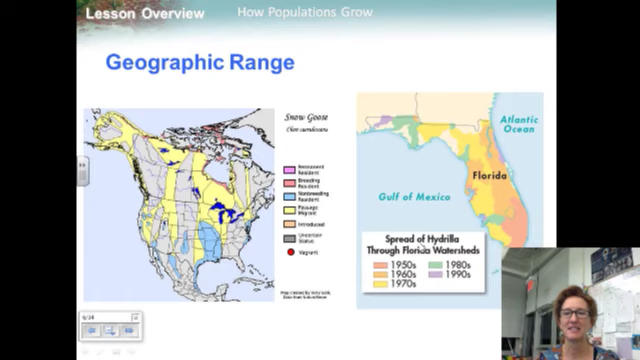 Lesson Overview
How Populations Grow
Geographic Range
Snow Goose
Permanent
Resident
Breeding
Resident
Nonbreeding
Resident
Passage
Migrant
Introduced
Uncertain
Status
Vagrant
Atlantic
Ocean
Florida
Gulf of Mexico
Spread of Hydrilla
Through Florida Watersheds
1950s
1980s
1960s
1990s
1970s